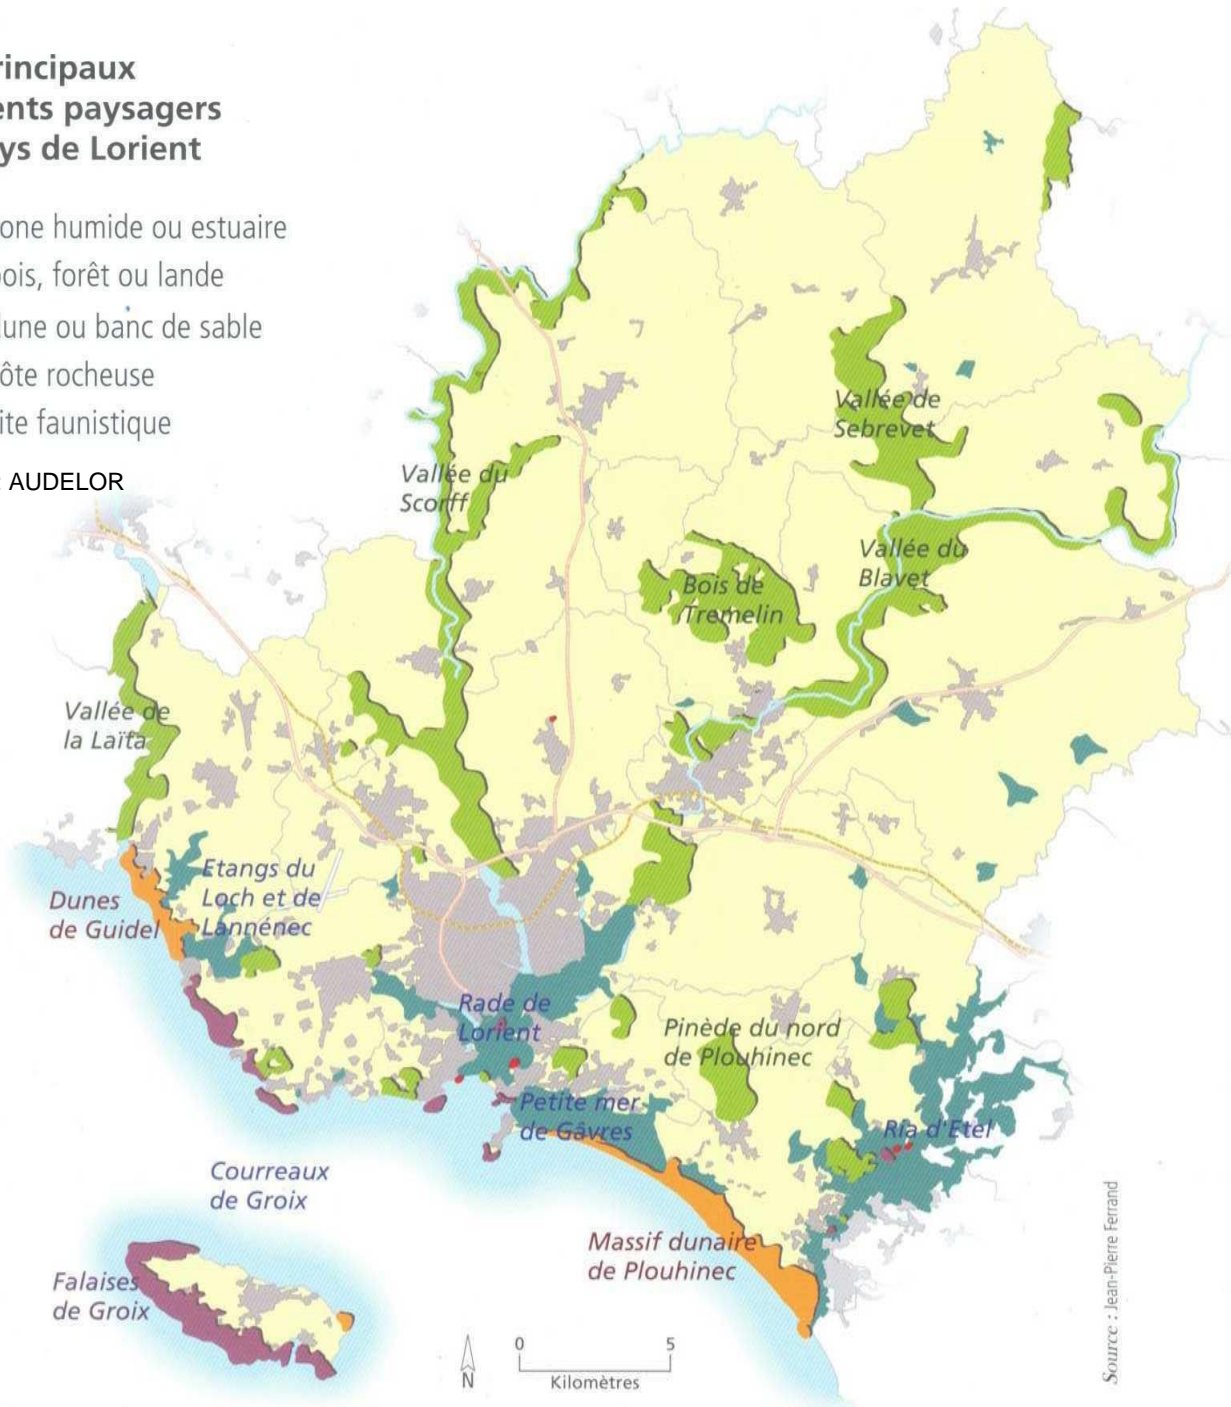 rincipaux
ents paysagers
ys de Lorient
one humide ou estuaire
bois, forêt ou lande
dune ou banc de sable
ôte rocheuse
ite faunistique
: AUDELOR
Vallée de
Sebrevet
Vallée du
Scorff
Vallée du
Blavet
Bois de
Tremelin
Vallée de
la Laïta
Etangs du
Loch et de
Lannénec
Dunes
de Guidel
Rade de
Lorient
Pinède du nord
de Plouhinec
Petite mer
de Gâvres
Ria d'Etel
Courreaux
de Groix
Massif dunaire
de Plouhinec
Falaises
de Groix
N
0 5
Kilomètres
Source : Jean-Pierre Ferrand